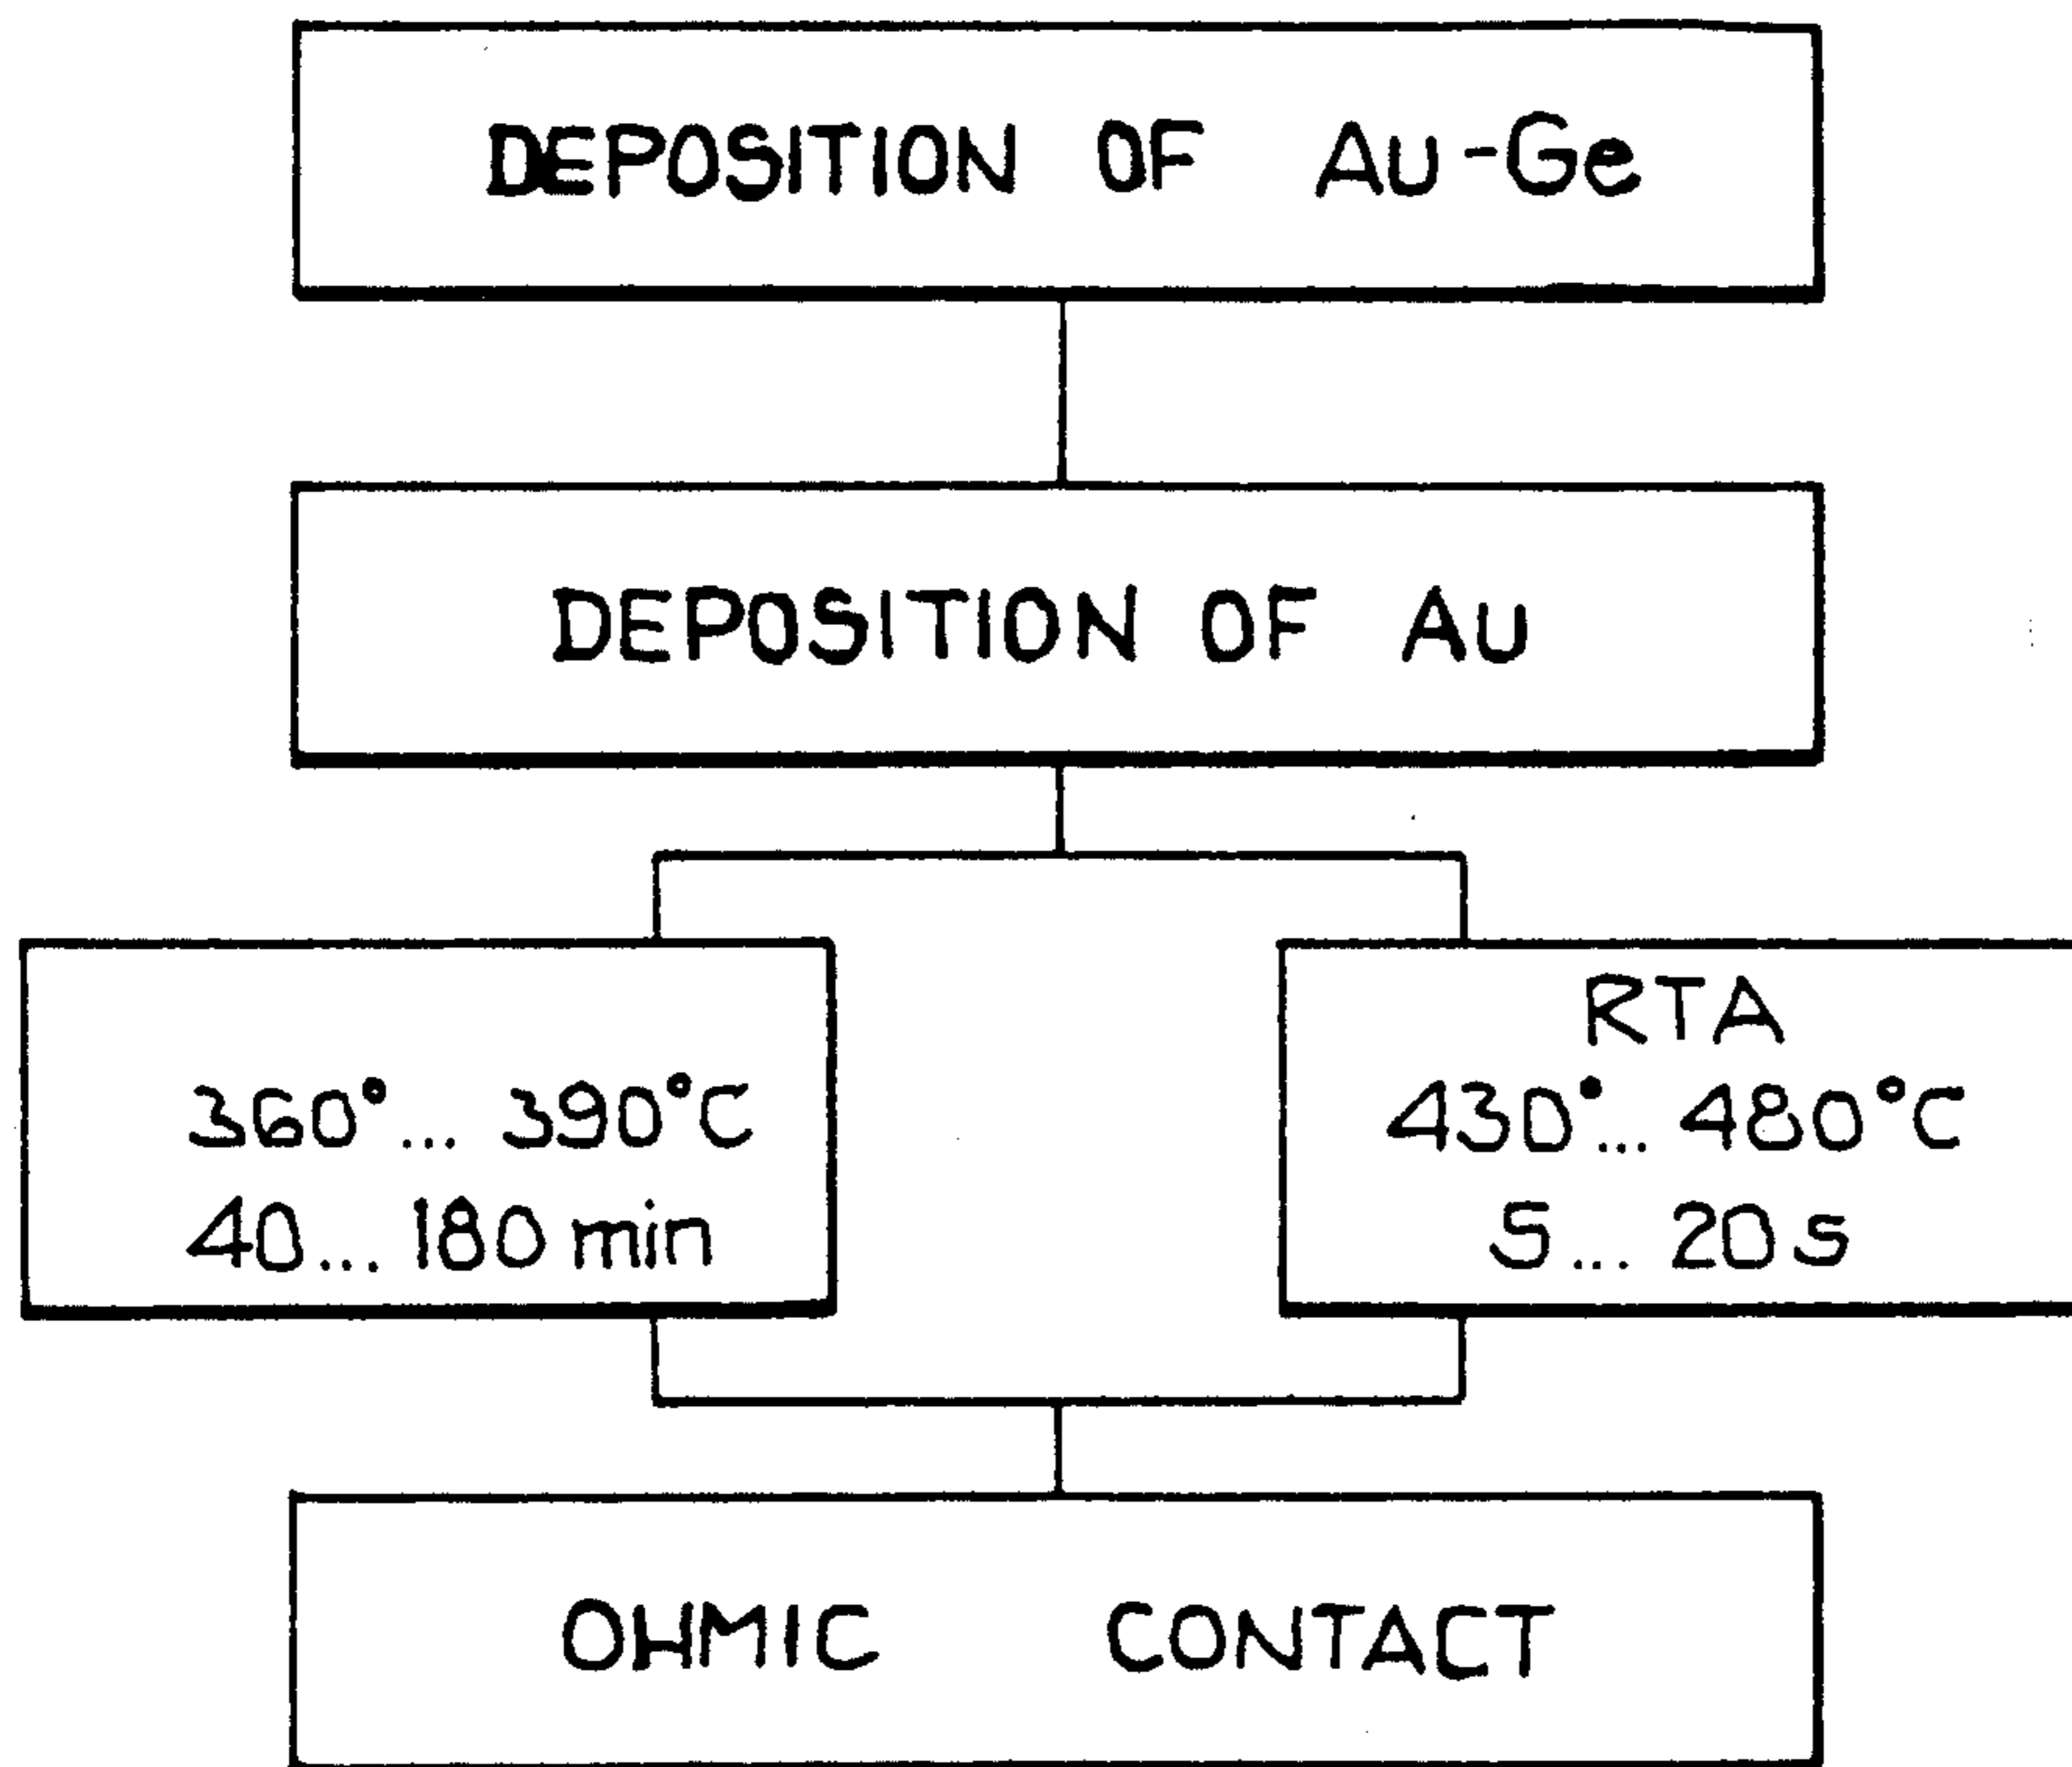 DEPOSITION OF AU-Ge
DEPOSITION OF AU
360°... 390°C
40...180 min
RTA
430°... 480°C
5... 20 s
OHMIC CONTACT